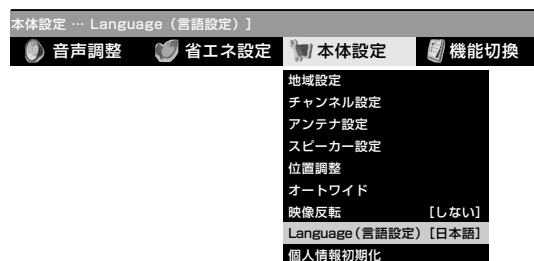 本体設定 … Language（言語設定）]
音声調整 省エネ設定 本体設定 機能切換
地域設定
チャンネル設定
アンテナ設定
スピーカー設定
位置調整
オートワイド
映像反転 [しない]
Language（言語設定） [日本語]
個人情報初期化